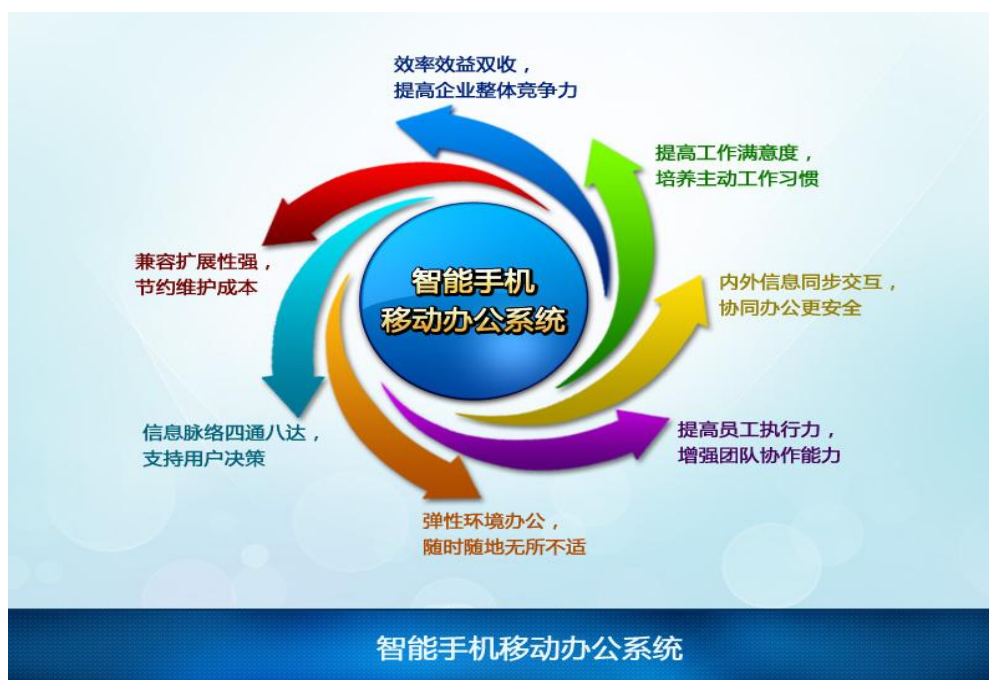 效率效益双收，
提高企业整体竞争力
提高工作满意度，
培养主动工作习惯
兼容扩展性强，
节约维护成本
智能手机
移动办公系统
内外信息同步交互，
协同办公更安全
信息脉络四通八达，
支持用户决策
提高员工执行力，
增强团队协作能力
弹性环境办公，
随时随地无所不适
智能手机移动办公系统